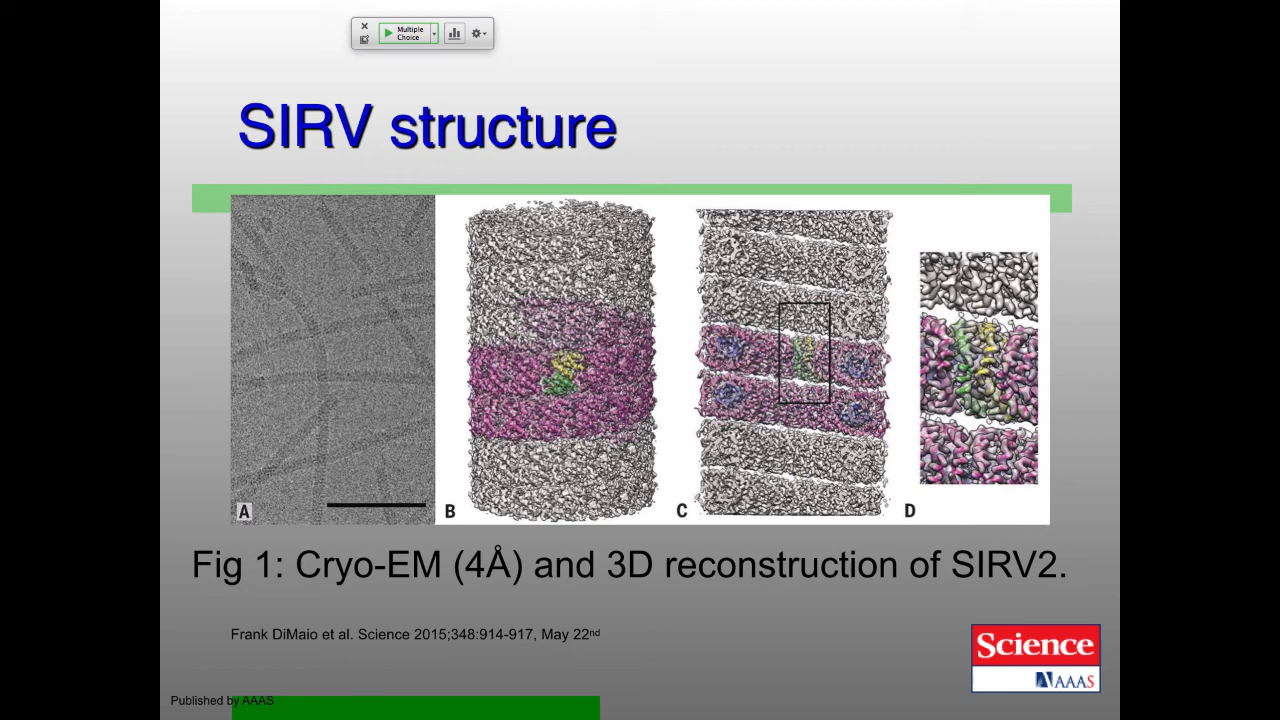 Multiple
Choice
SIRV structure
A
B
C
D
Fig 1: Cryo-EM (4Å) and 3D reconstruction of SIRV2.
Frank DiMaio et al. Science 2015;348:914-917, May 22nd
Science
AAAS
Published by AAAS